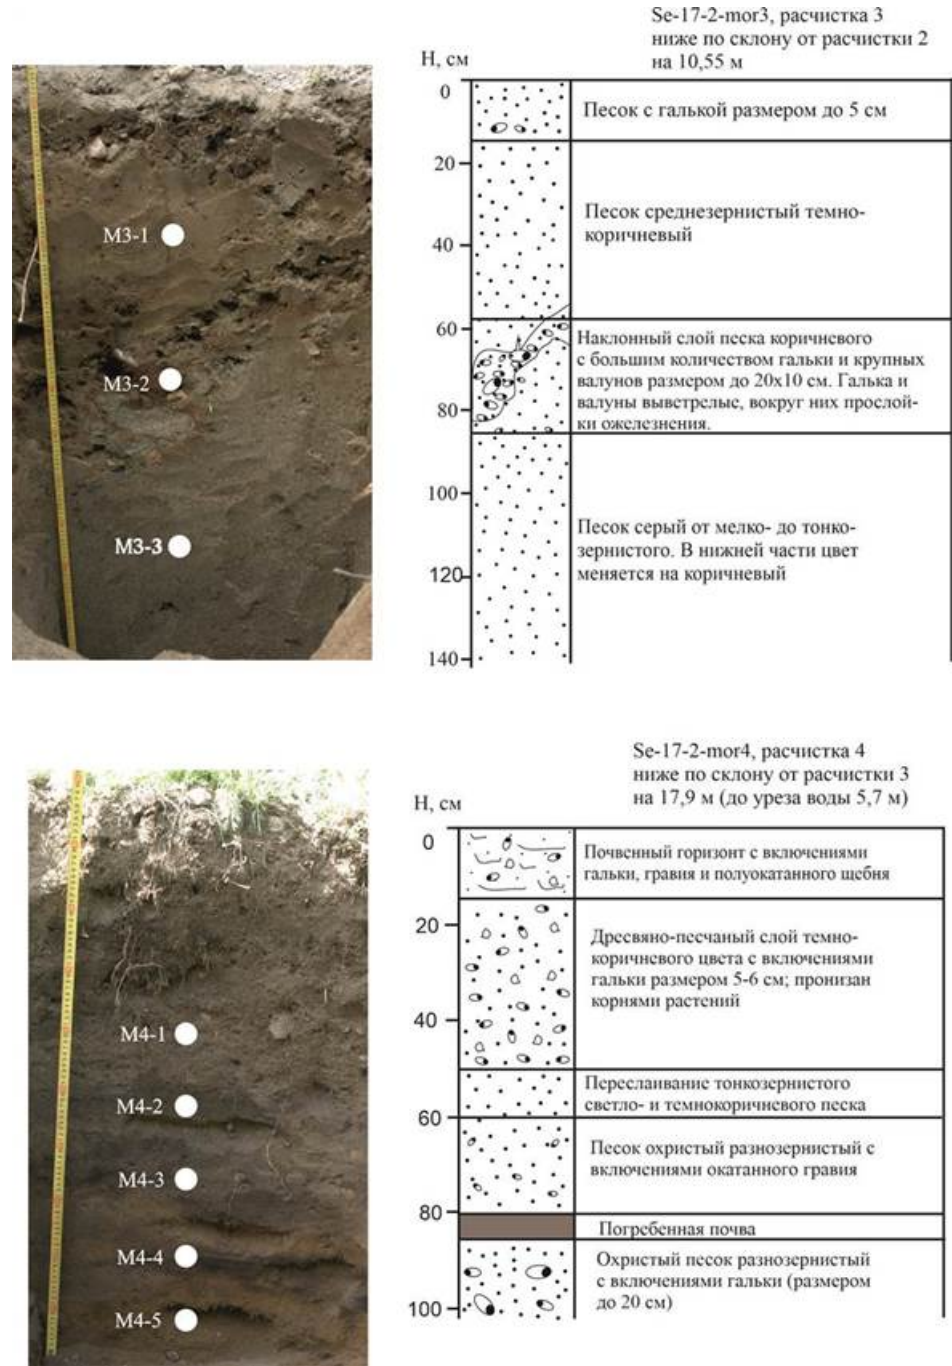 Se-17-2-mor3, расчистка 3
ниже по склону от расчистки 2
на 10,55 м
H, см
0
20
40
60
80
100
120
140
Песок с галькой размером до 5 см
Песок среднезернистый темно-
коричневый
Наклонный слой песка коричневого
с большим количеством гальки и крупных
валунов размером до 20x10 см. Галька и
валуны выветрелые, вокруг них прослой-
ки ожелезнения.
Песок серый от мелко- до тонко-
зернистого. В нижней части цвет
меняется на коричневый
M3-1
M3-2
M3-3
Se-17-2-mor4, расчистка 4
ниже по склону от расчистки 3
на 17,9 м (до уреза воды 5,7 м)
H, см
0
20
40
60
80
100
Почвенный горизонт с включениями
гальки, гравия и полуокатанного щебня
Дресвяно-песчаный слой темно-
коричневого цвета с включениями
гальки размером 5-6 см; пронизан
корнями растений
Переслаивание тонкозернистого
светло- и темнокоричневого песка
Песок охристый разнозернистый с
включениями окатанного гравия
Погребенная почва
Охристый песок разнозернистый
с включениями гальки (размером
до 20 см)
M4-1
M4-2
M4-3
M4-4
M4-5